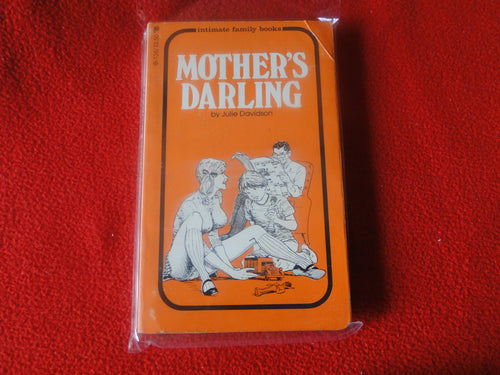 intimate family books
MOTHER'S
DARLING
by Julie Davidson